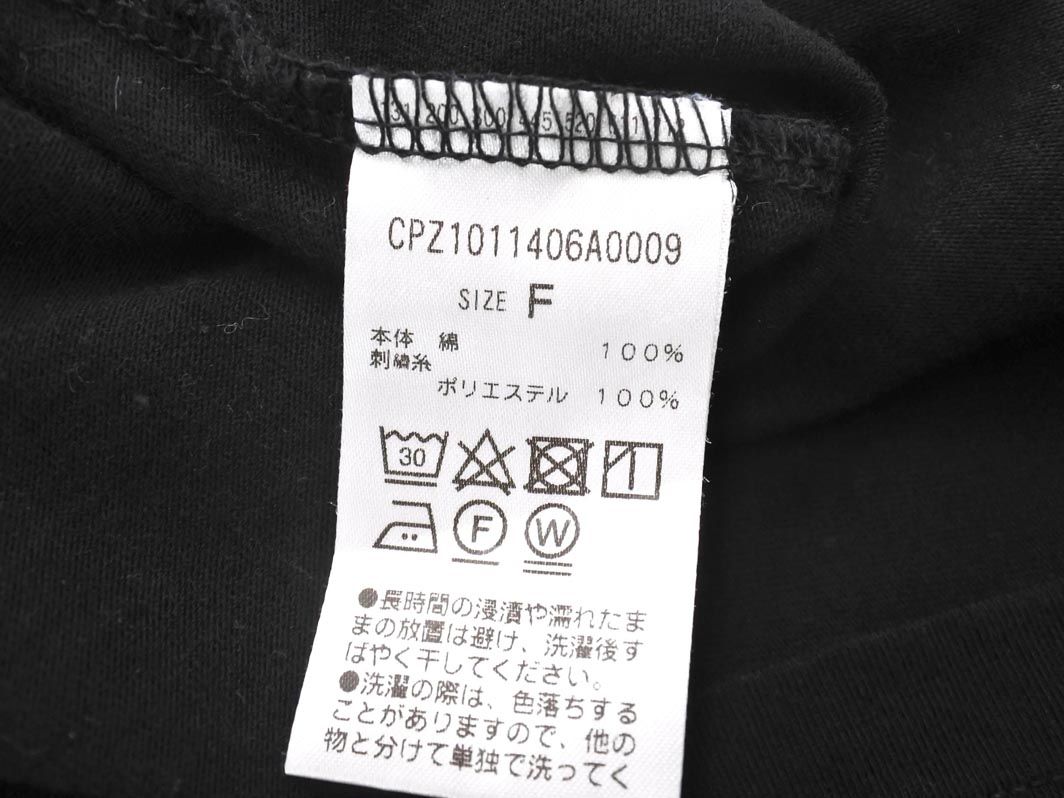 CPZ1011406A0009
SIZE F
本体 綿 100%
刺繍糸
ポリエステル 100%
30
F W
●長時間の浸漬や濡れたま
まの放置は避け、洗濯後す
ばやく干してください。
●洗濯の際は、色落ちする
ことがありますので、他の
物と分けて単独で洗ってく